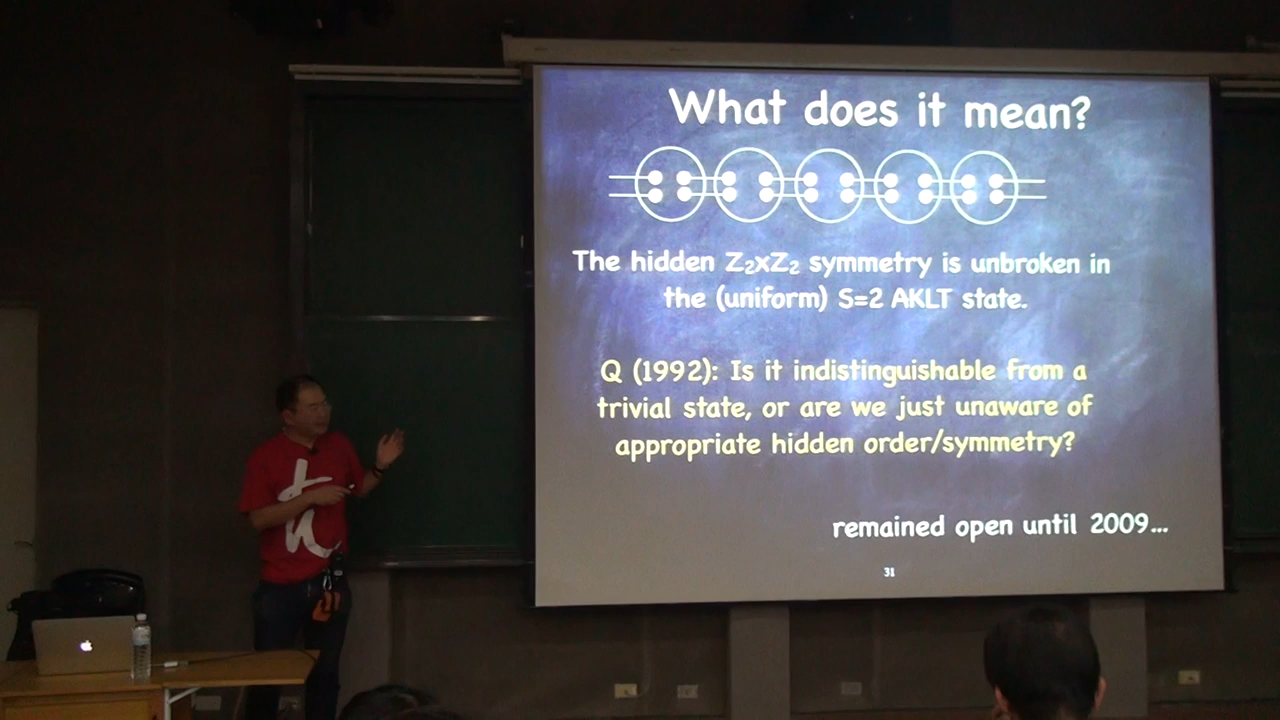 What does it mean?
The hidden Z₂xZ₂ symmetry is unbroken in
the (uniform) S=2 AKLT state.
Q (1992): Is it indistinguishable from a
trivial state, or are we just unaware of
appropriate hidden order/symmetry?
remained open until 2009...
31